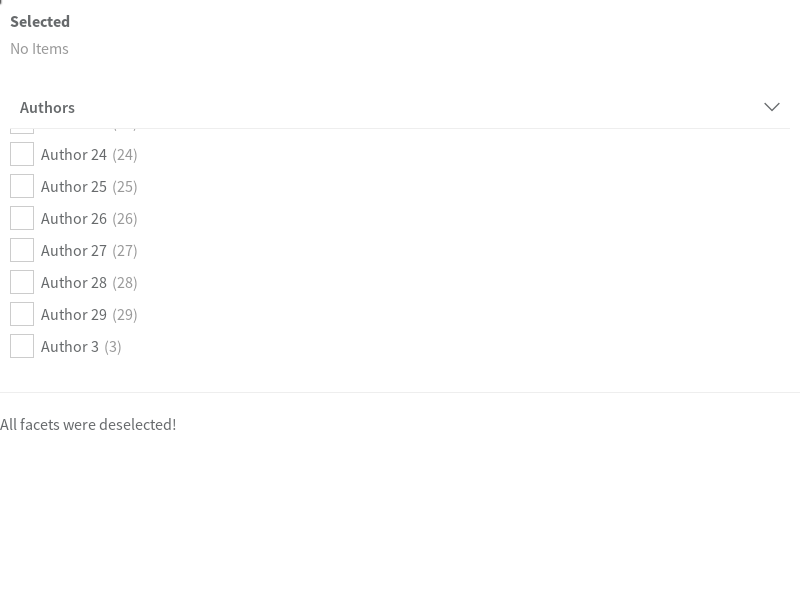 Selected
No Items
Authors
Author 24 (24)
Author 25 (25)
Author 26 (26)
Author 27 (27)
Author 28 (28)
Author 29 (29)
Author 3 (3)
All facets were deselected!